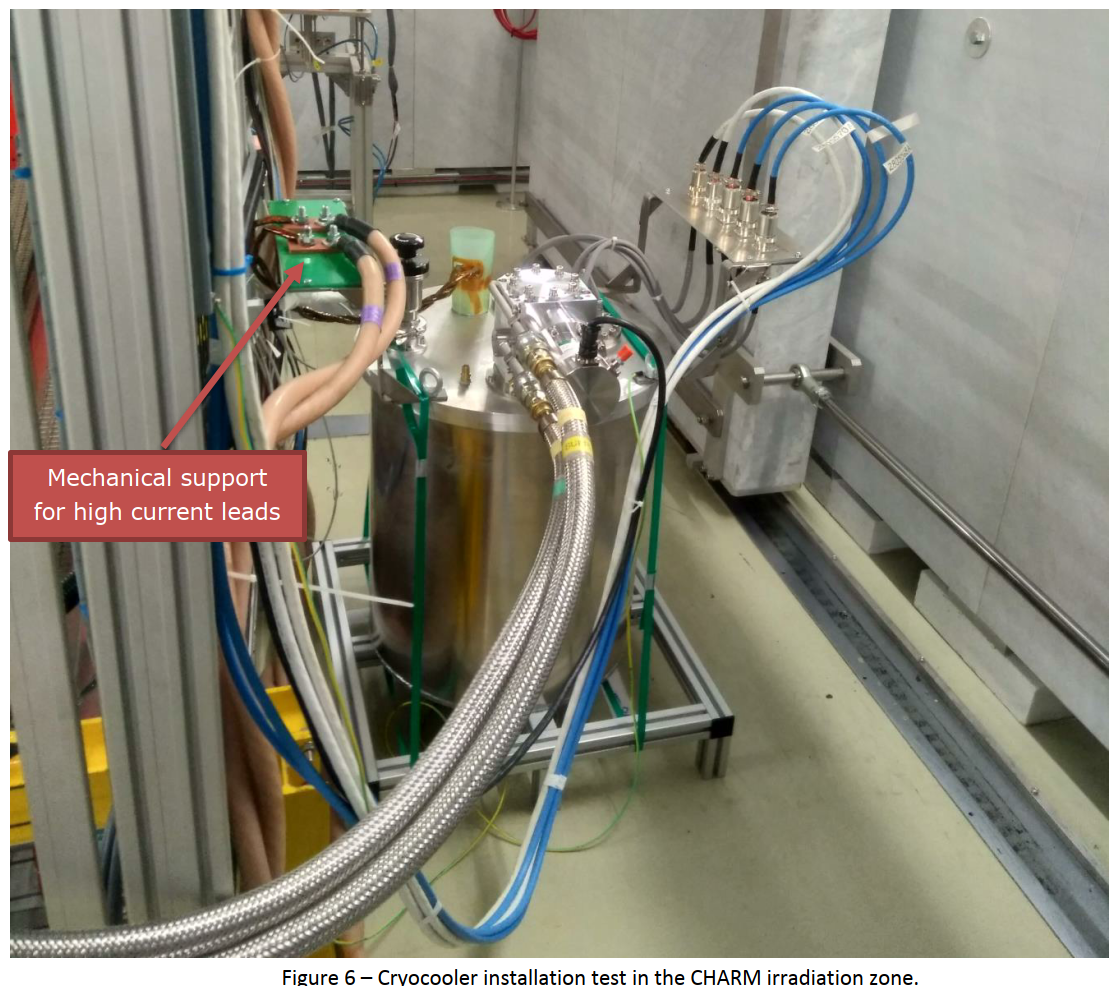 Mechanical support
for high current leads
Figure 6 – Cryocooler installation test in the CHARM irradiation zone.